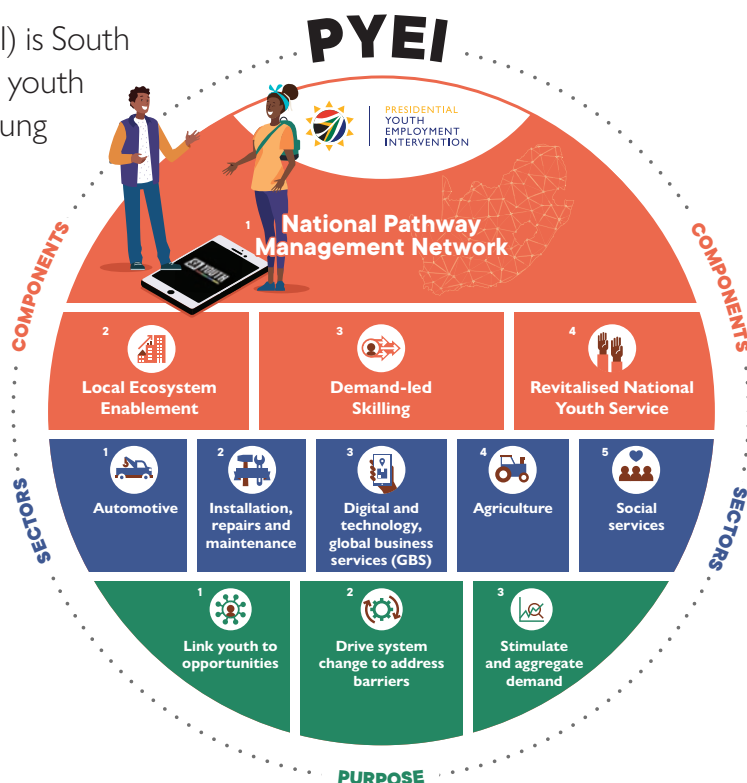 I) is South
youth
ung
PYEI
PRESIDENTIAL
YOUTH
EMPLOYMENT
INTERVENTION
COMPONENTS
COMPONENTS
1
National Pathway
Management Network
YOUTH
2
Local Ecosystem
Enablement
3
Demand-led
Skilling
4
Revitalised National
Youth Service
SECTORS
SECTORS
1
Automotive
2
Installation,
repairs and
maintenance
3
Digital and
technology,
global business
services (GBS)
4
Agriculture
5
Social
services
1
Link youth to
opportunities
2
Drive system
change to address
barriers
3
Stimulate
and aggregate
demand
PURPOSE